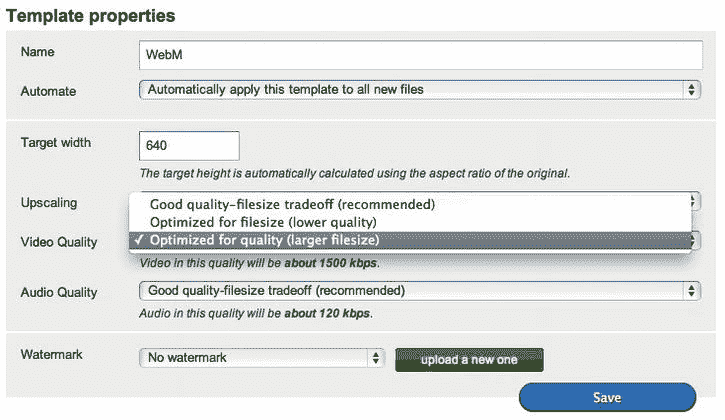 Template properties
Name WebM
Automate Automatically apply this template to all new files
Target width 640
The target height is automatically calculated using the aspect ratio of the original.
Upscaling
Good quality-filesize tradeoff (recommended)
Optimized for filesize (lower quality)
Video Quality ✓ Optimized for quality (larger filesize)
Video in this quality will be about 1500 kbps.
Audio Quality Good quality-filesize tradeoff (recommended)
Audio in this quality will be about 120 kbps.
Watermark No watermark upload a new one
Save